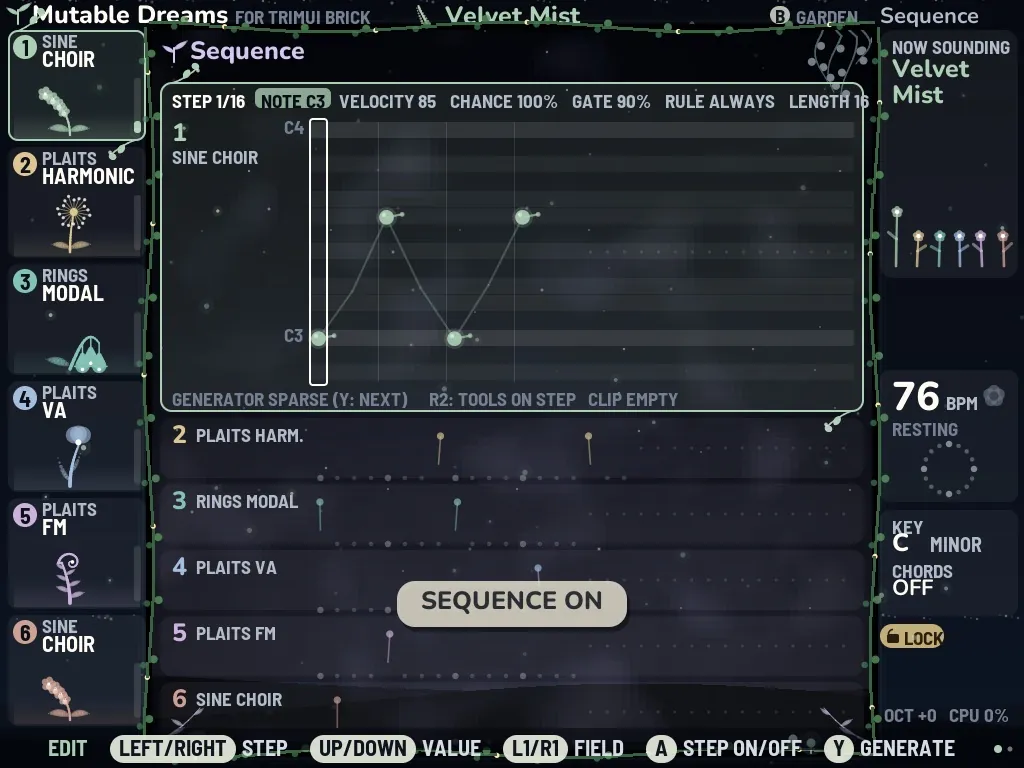 Mutable Dreams FOR TRIMUI BRICK Velvet Mist B GARDEN Sequence
1 SINE CHOIR
2 PLAITS HARMONIC
3 RINGS MODAL
4 PLAITS VA
5 PLAITS FM
6 SINE CHOIR
Sequence
STEP 1/16 NOTE C3 VELOCITY 85 CHANCE 100% GATE 90% RULE ALWAYS LENGTH 16
1
SINE CHOIR
C4
C3
GENERATOR SPARSE (Y: NEXT) R2: TOOLS ON STEP CLIP EMPTY
2 PLAITS HARM.
3 RINGS MODAL
4 PLAITS VA
SEQUENCE ON
5 PLAITS FM
6 SINE CHOIR
NOW SOUNDING
Velvet
Mist
76 BPM
RESTING
KEY
C MINOR
CHORDS
OFF
LOCK
OCT +0 CPU 0%
EDIT LEFT/RIGHT STEP UP/DOWN VALUE L1/R1 FIELD A STEP ON/OFF Y GENERATE